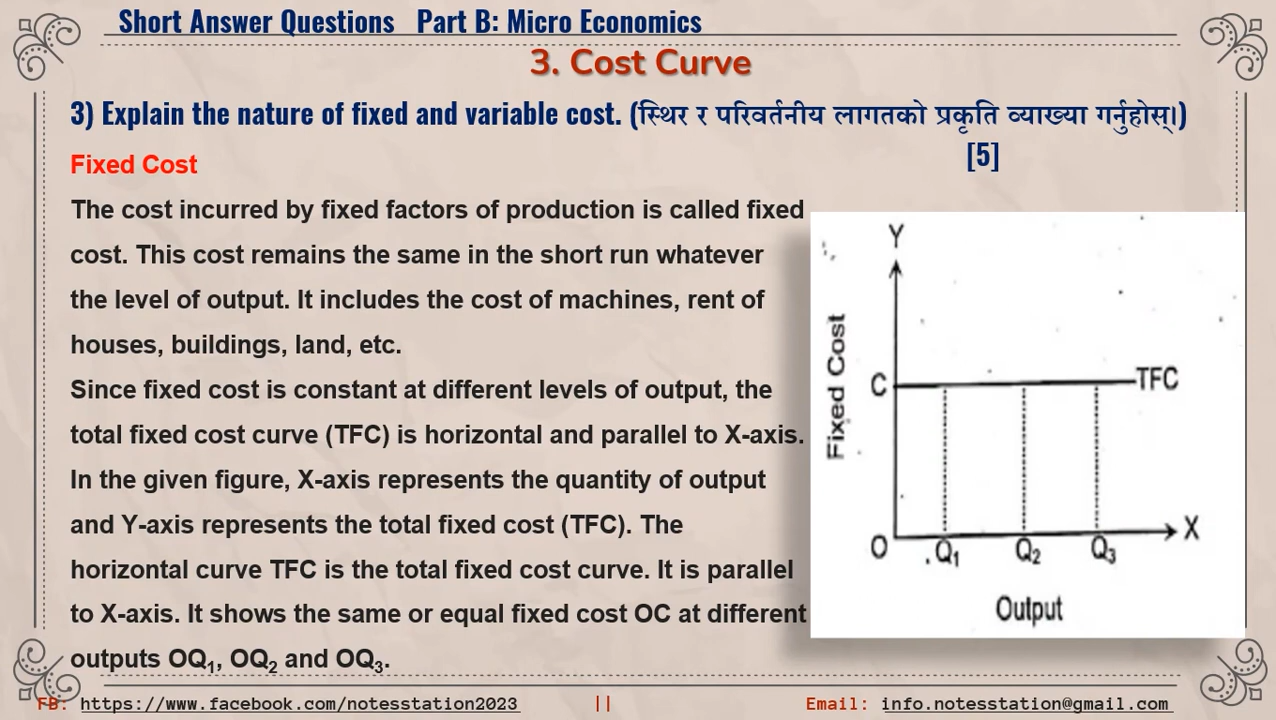 Short Answer Questions Part B: Micro Economics
3. Cost Curve
3) Explain the nature of fixed and variable cost. (स्थिर र परिवर्तनीय लागतको प्रकृति व्याख्या गर्नुहोस्।)
[5]
Fixed Cost
The cost incurred by fixed factors of production is called fixed
cost. This cost remains the same in the short run whatever
the level of output. It includes the cost of machines, rent of
houses, buildings, land, etc.
Since fixed cost is constant at different levels of output, the
total fixed cost curve (TFC) is horizontal and parallel to X-axis.
In the given figure, X-axis represents the quantity of output
and Y-axis represents the total fixed cost (TFC). The
horizontal curve TFC is the total fixed cost curve. It is parallel
to X-axis. It shows the same or equal fixed cost OC at different
outputs OQ₁, OQ₂ and OQ₃.
Y
Fixed Cost
C
TFC
O
Q₁
Q₂
Q₃
X
Output
FB: https://www.facebook.com/notesstation2023 || Email: info.notesstation@gmail.com